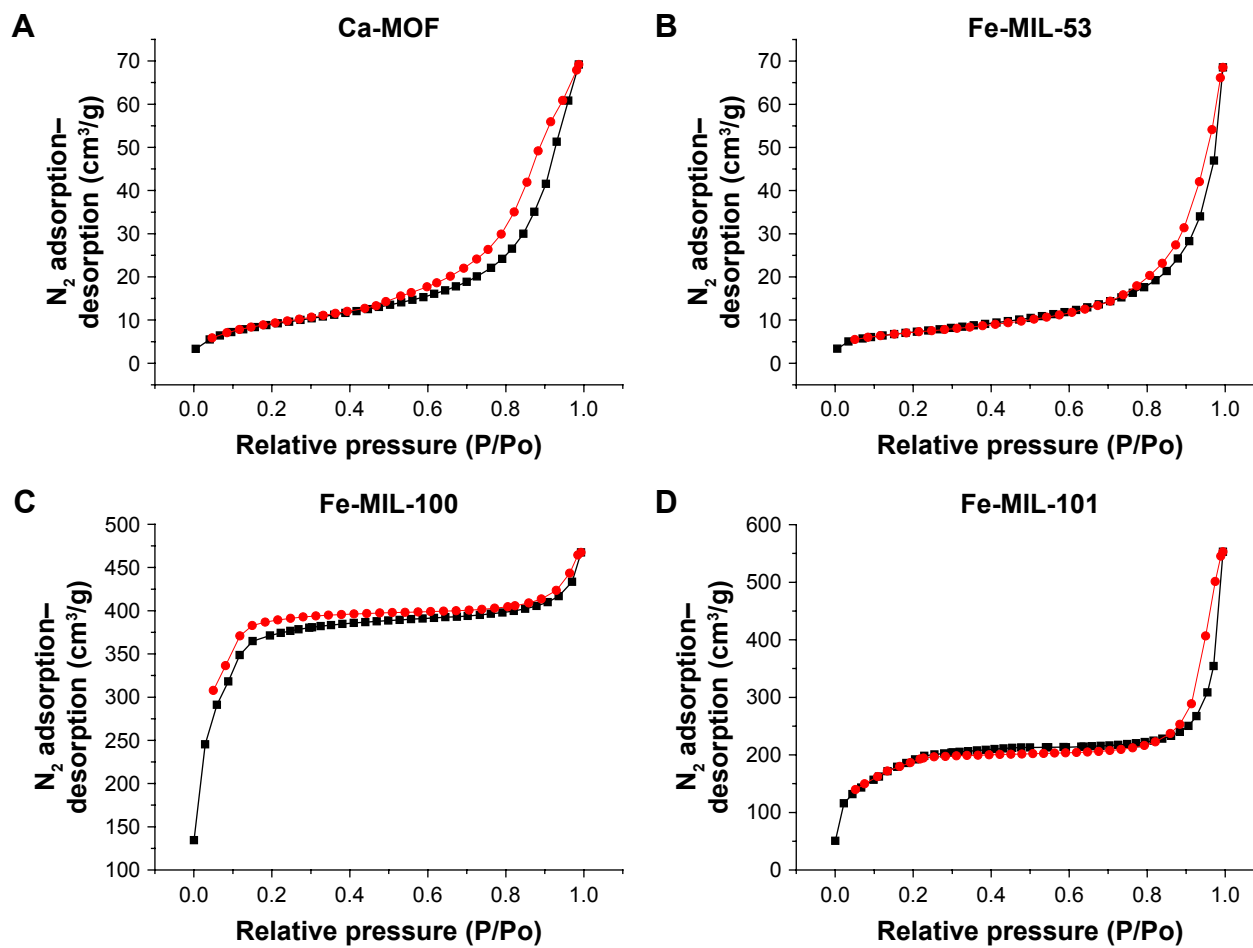 A
Ca-MOF
N₂ adsorption–
desorption (cm³/g)
70
60
50
40
30
20
10
0
0.0 0.2 0.4 0.6 0.8 1.0
Relative pressure (P/Po)
B
Fe-MIL-53
N₂ adsorption–
desorption (cm³/g)
70
60
50
40
30
20
10
0
0.0 0.2 0.4 0.6 0.8 1.0
Relative pressure (P/Po)
C
Fe-MIL-100
N₂ adsorption–
desorption (cm³/g)
500
450
400
350
300
250
200
150
100
0.0 0.2 0.4 0.6 0.8 1.0
Relative pressure (P/Po)
D
Fe-MIL-101
N₂ adsorption–
desorption (cm³/g)
600
500
400
300
200
100
0
0.0 0.2 0.4 0.6 0.8 1.0
Relative pressure (P/Po)